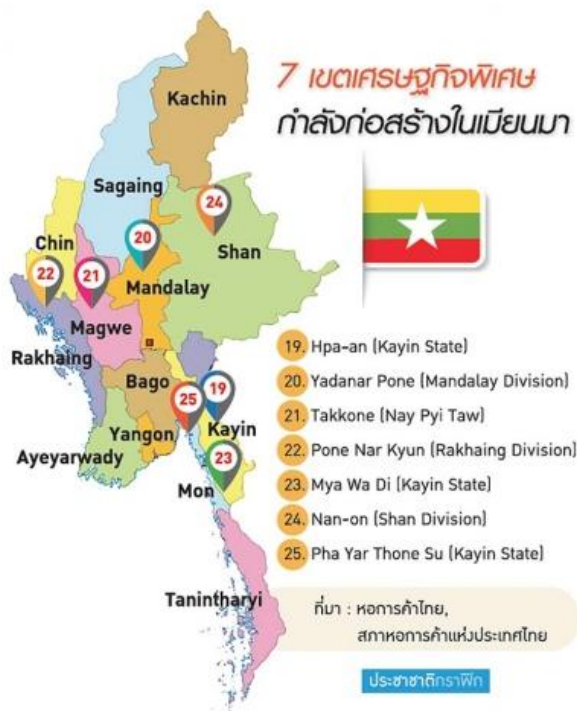 7 เขตเศรษฐกิจพิเศษ
กำลังก่อสร้างในเมียนมา
Kachin
Sagaing
24
Chin
20
Shan
22
21
Mandalay
Magwe
Rakhaing
Bago
19
25
Kayin
Yangon
Ayeyarwady
23
Mon
Tanintharyi
19. Hpa-an (Kayin State)
20. Yadanar Pone (Mandalay Division)
21. Takkone (Nay Pyi Taw)
22. Pone Nar Kyun (Rakhaing Division)
23. Mya Wa Di (Kayin State)
24. Nan-on (Shan Division)
25. Pha Yar Thone Su (Kayin State)
ที่มา : หอการค้าไทย,
สภาหอการค้าแห่งประเทศไทย
ประชาชาติกราฟิก